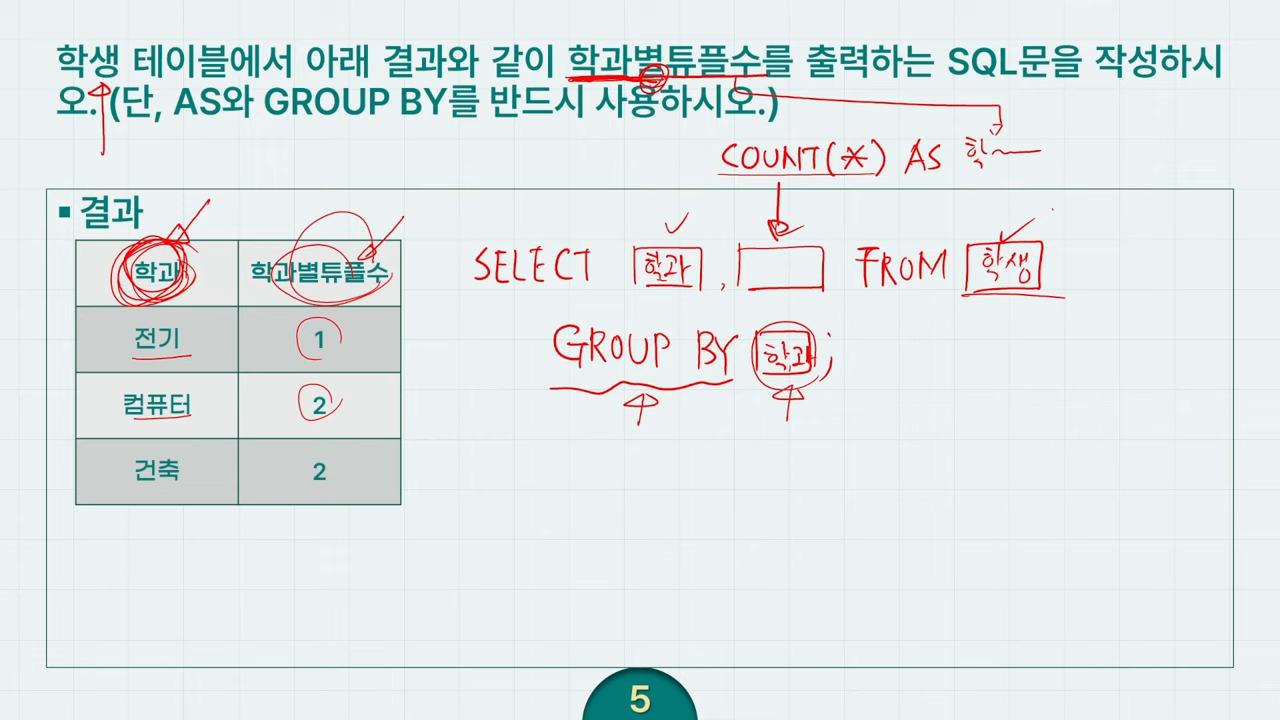 학생 테이블에서 아래 결과와 같이 학과별튜플수를 출력하는 SQL문을 작성하시
오. (단, AS와 GROUP BY를 반드시 사용하시오.)
COUNT(*) AS 학~
▪ 결과
학과 학과별튜플수
전기 1
컴퓨터 2
건축 2
SELECT 학과, FROM 학생
GROUP BY 학과;
5